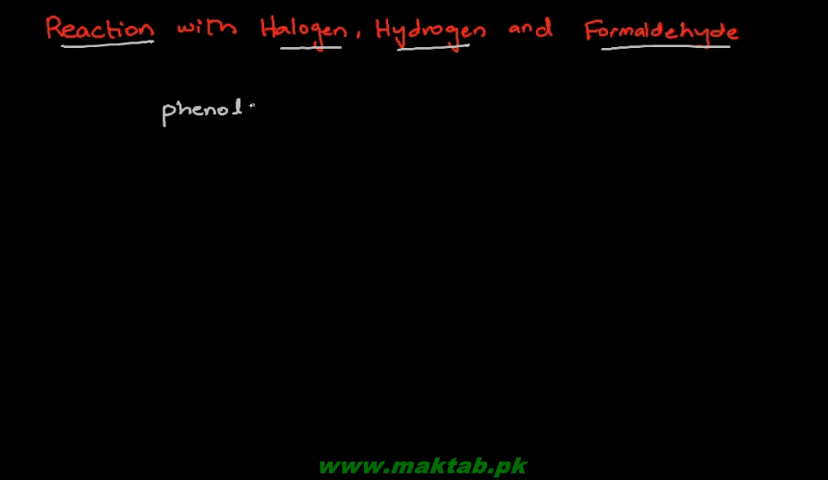 Reaction with Halogen, Hydrogen and Formaldehyde
phenol
www.maktab.pk